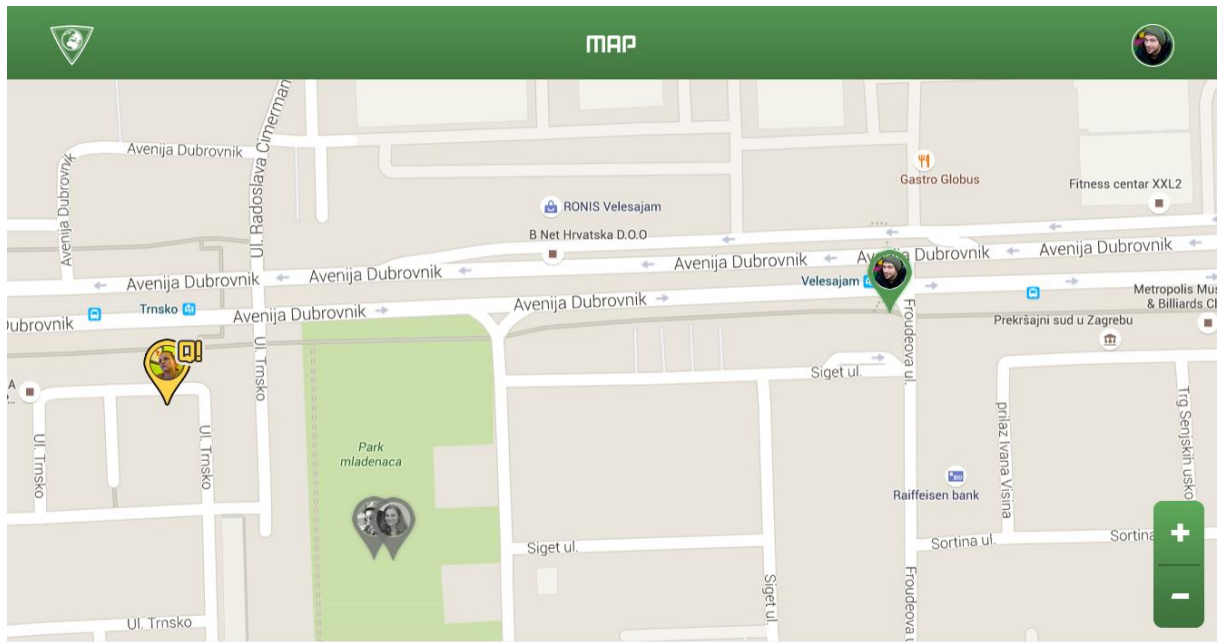 MAP
Avenija Dubrovnik
Avenija Dubrovnik
Ul. Radoslava Cimerman
Gastro Globus
Fitness centar XXL2
RONIS Velesajam
B Net Hrvatska D.O.O
Avenija Dubrovnik
Avenija Dubrovnik
Avenija Dubrovnik
Avenija Dubrovnik
Avenija Dubrovnik
Velesajam
Metropolis Mus
& Billiards Cl
Trnsko
Avenija Dubrovnik
Avenija Dubrovnik
Dubrovnik
Prekršajni sud u Zagrebu
Q!
Ul. Trnsko
Siget ul.
Froudeova ul.
A
Ul. Trnsko
Ul. Trnsko
Park
mladenaca
prilaz Ivana Visina
Trg Senjskih usko
Raiffeisen bank
Siget ul.
Sortina ul.
Sortina
+
-
Siget ul.
Froudeova u
Ul. Trnsko